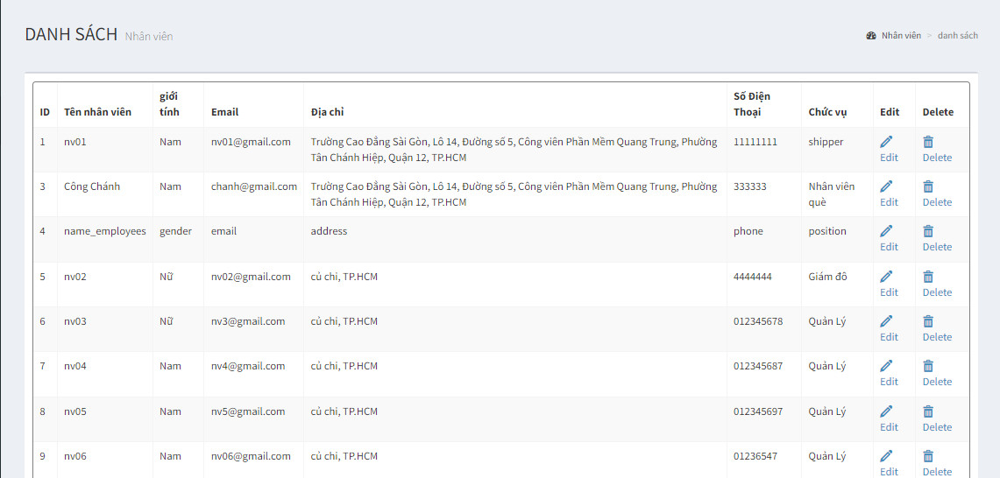 DANH SÁCH Nhân viên
Nhân viên > danh sách
ID Tên nhân viên giới tính Email Địa chỉ Số Điện Thoại Chức vụ Edit Delete
1 nv01 Nam nv01@gmail.com Trường Cao Đẳng Sài Gòn, Lô 14, Đường số 5, Công viên Phần Mềm Quang Trung, Phường 11111111 shipper
Tân Chánh Hiệp, Quận 12, TP.HCM Edit Delete
3 Công Chánh Nam chanh@gmail.com Trường Cao Đẳng Sài Gòn, Lô 14, Đường số 5, Công viên Phần Mềm Quang Trung, Phường 333333 Nhân viên
Tân Chánh Hiệp, Quận 12, TP.HCM què Edit Delete
4 name_employees gender email address phone position
Edit Delete
5 nv02 Nữ nv02@gmail.com củ chi, TP.HCM 4444444 Giám đô
Edit Delete
6 nv03 Nữ nv3@gmail.com củ chi, TP.HCM 012345678 Quản Lý
Edit Delete
7 nv04 Nam nv4@gmail.com củ chi, TP.HCM 012345687 Quản Lý
Edit Delete
8 nv05 Nam nv5@gmail.com củ chi, TP.HCM 012345697 Quản Lý
Edit Delete
9 nv06 Nam nv06@gmail.com củ chi, TP.HCM 01236547 Quản Lý
Edit Delete